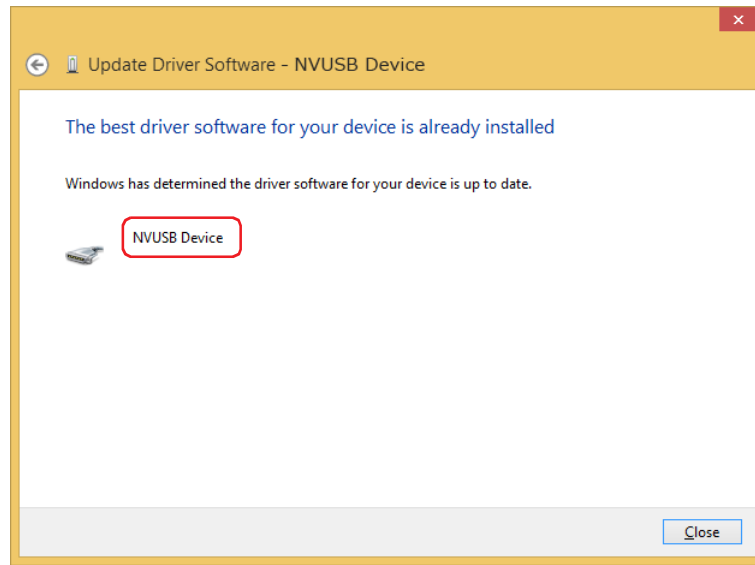 Update Driver Software - NVUSB Device
The best driver software for your device is already installed
Windows has determined the driver software for your device is up to date.
NVUSB Device
Close